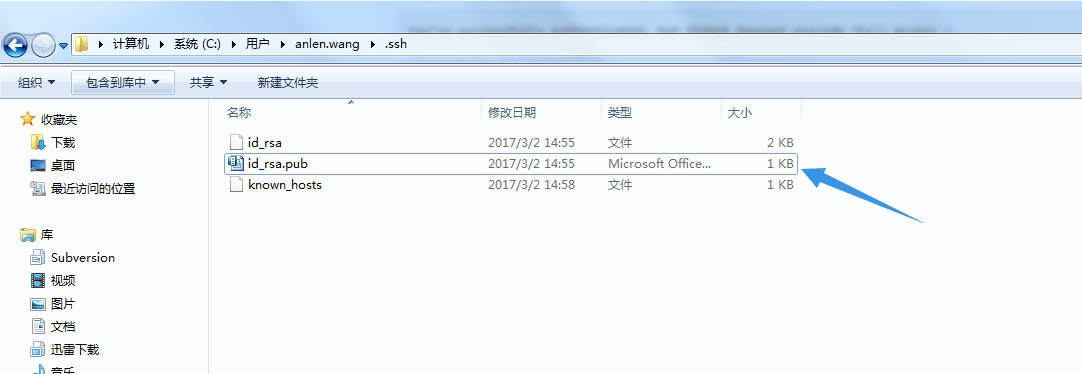 计算机 系统 (C:) 用户 anlen.wang .ssh
组织 包含到库中 共享 新建文件夹
收藏夹
下载
桌面
最近访问的位置
库
Subversion
视频
图片
文档
迅雷下载
音乐
名称 修改日期 类型 大小
id_rsa 2017/3/2 14:55 文件 2 KB
id_rsa.pub 2017/3/2 14:55 Microsoft Office... 1 KB
known_hosts 2017/3/2 14:58 文件 1 KB